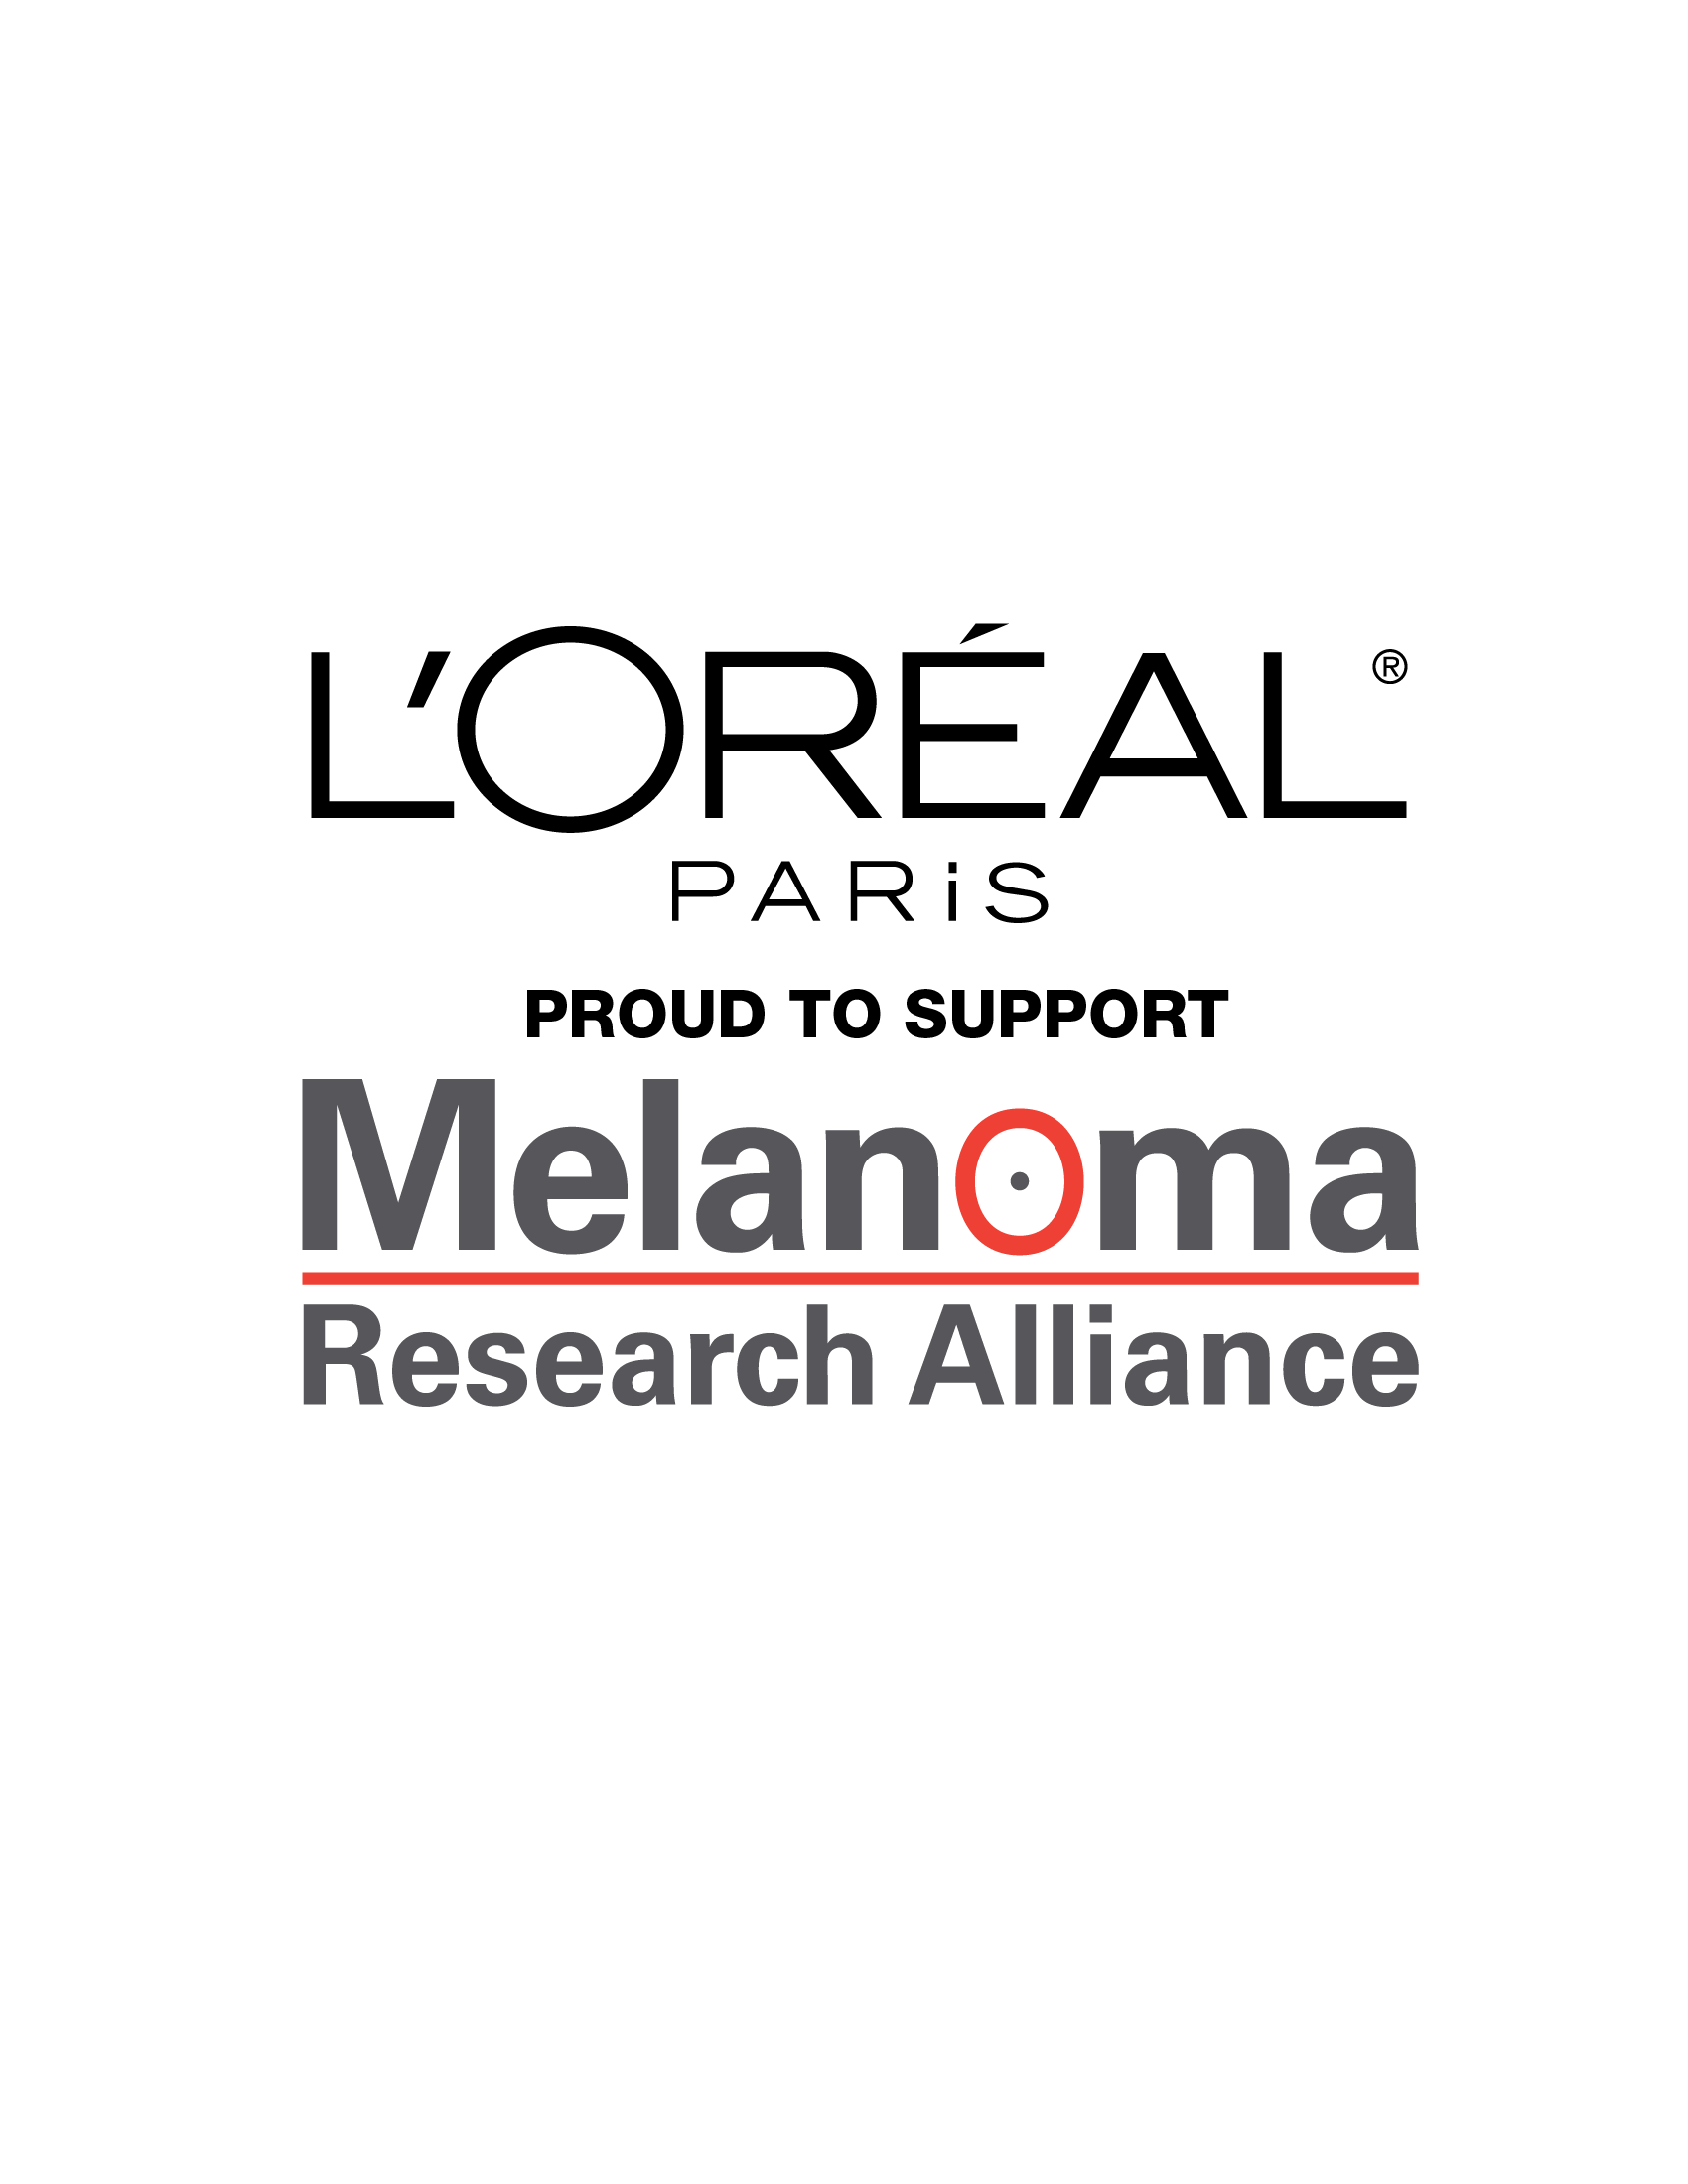 L'ORÉAL®
PARiS
PROUD TO SUPPORT
Melanoma
Research Alliance